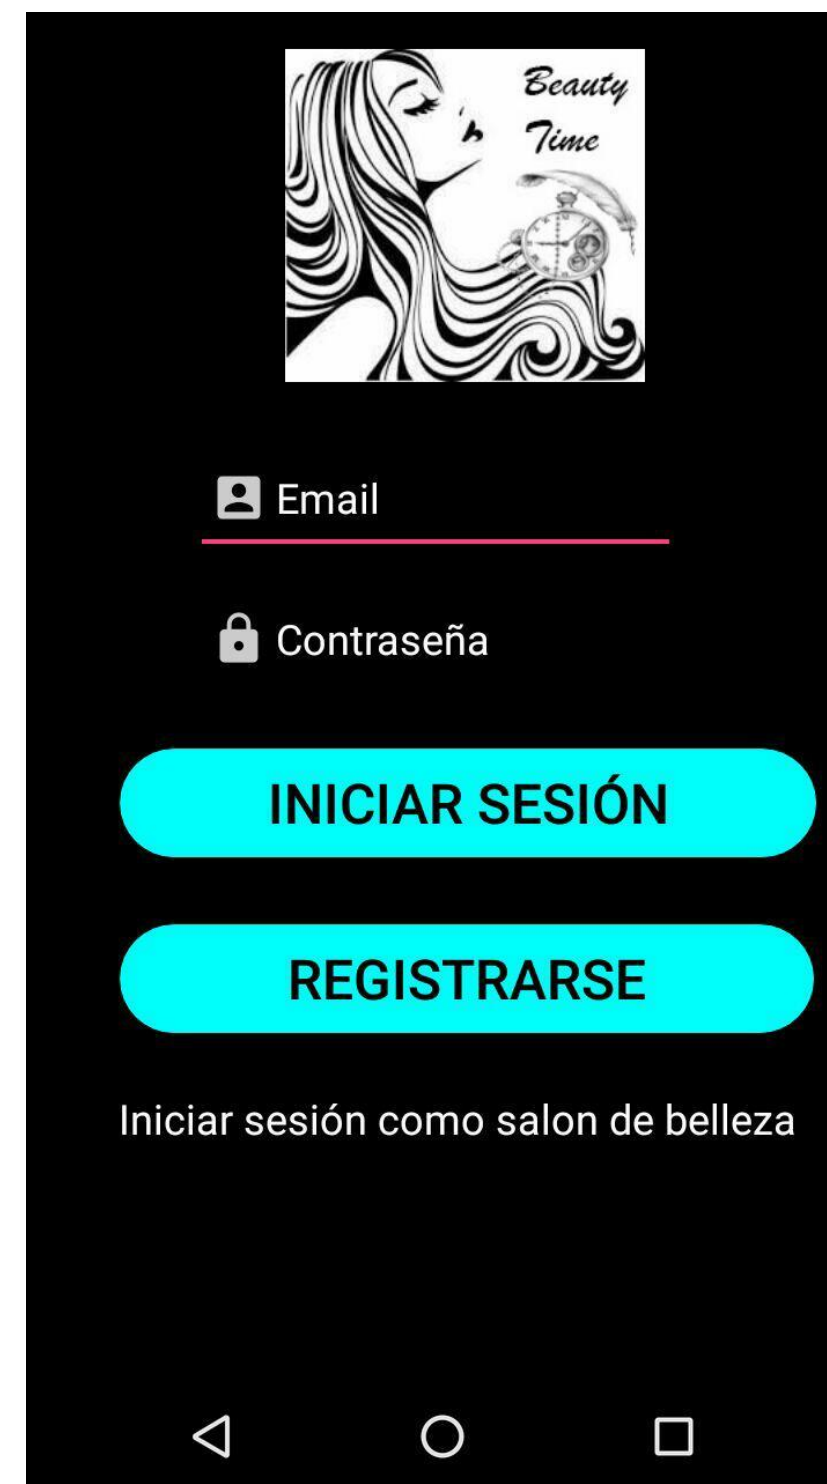 Beauty
Time
Email
Contraseña
INICIAR SESIÓN
REGISTRARSE
Iniciar sesión como salon de belleza